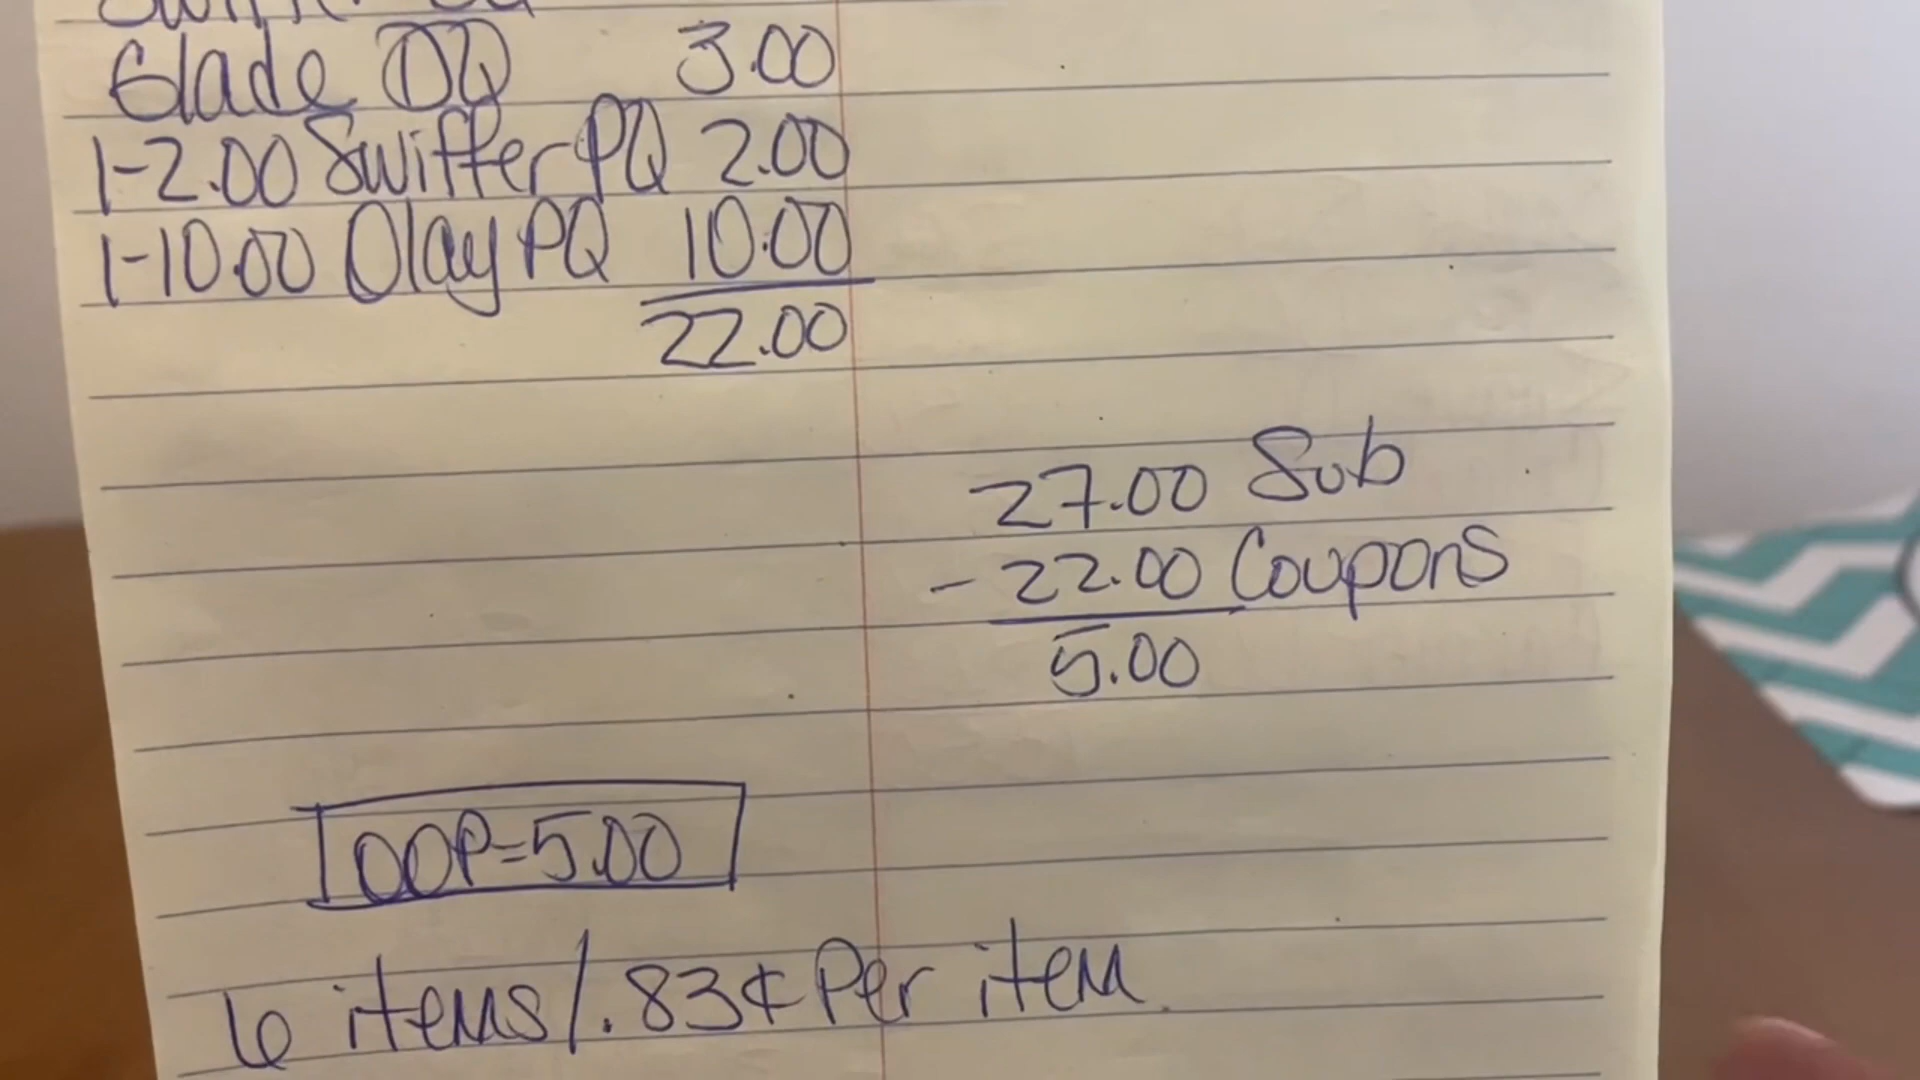 Glade DQ 3.00
1-2.00 Swiffer PQ 2.00
1-10.00 Olay PQ 10.00
22.00
27.00 Sub
- 22.00 Coupons
5.00
OOP=5.00
6 items/.83¢ Per item